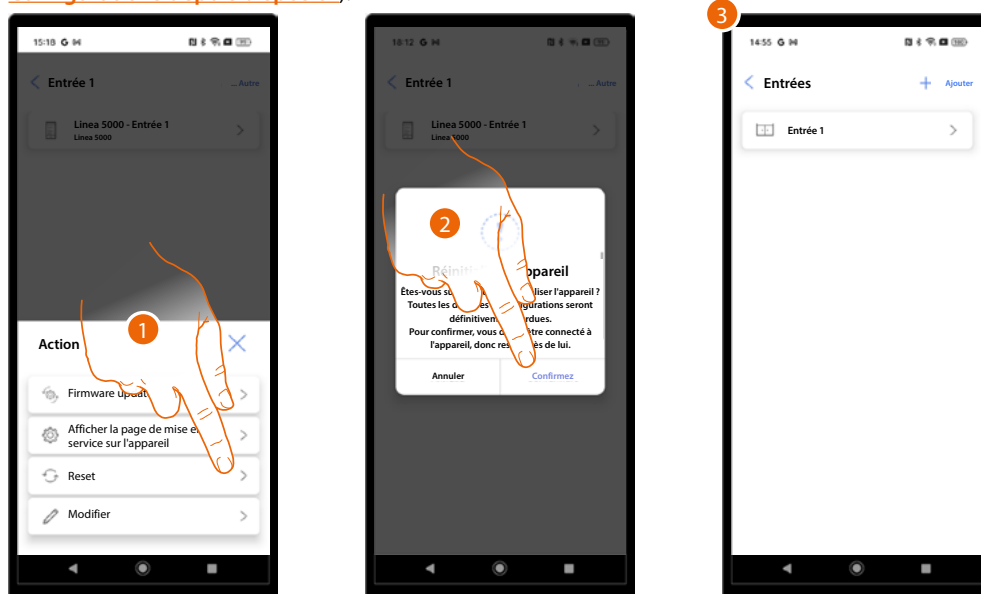 1
15:18
Entrée 1
... Autre
Linea 5000 - Entrée 1
Linea 5000
Action
Firmware updat
Afficher la page de mise e
service sur l'appareil
Reset
Modifier
2
18:12
Entrée 1
... Autre
Linea 5000 - Entrée 1
Linea 5000
Réiniti ppareil
Êtes-vous liser l'appareil ?
Toutes les gurations seront
définitivem rdues.
Pour confirmer, vous être connecté à
l'appareil, donc res ès de lui.
Annuler
Confirmez
3
14:55
Entrées
+ Ajouter
Entrée 1